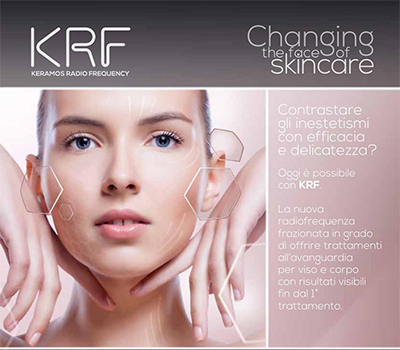 KRF
KERAMOS RADIO FREQUENCY
Changing
the face of
skincare
Contrastare
gli inestetismi
con efficacia
e delicatezza?
Oggi è possibile
con KRF.
La nuova
radiofrequenza
frazionata in grado
di offrire trattamenti
all'avanguardia
per viso e corpo
con risultati visibili
fin dal 1°
trattamento.